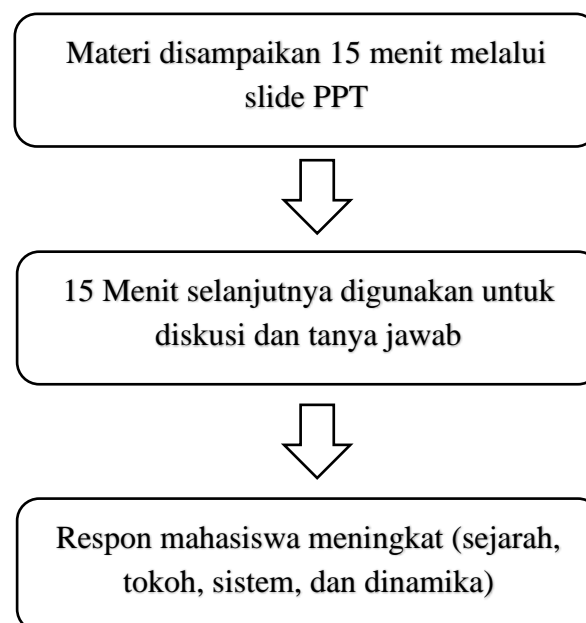 Materi disampaikan 15 menit melalui
slide PPT
15 Menit selanjutnya digunakan untuk
diskusi dan tanya jawab
Respon mahasiswa meningkat (sejarah,
tokoh, sistem, dan dinamika)